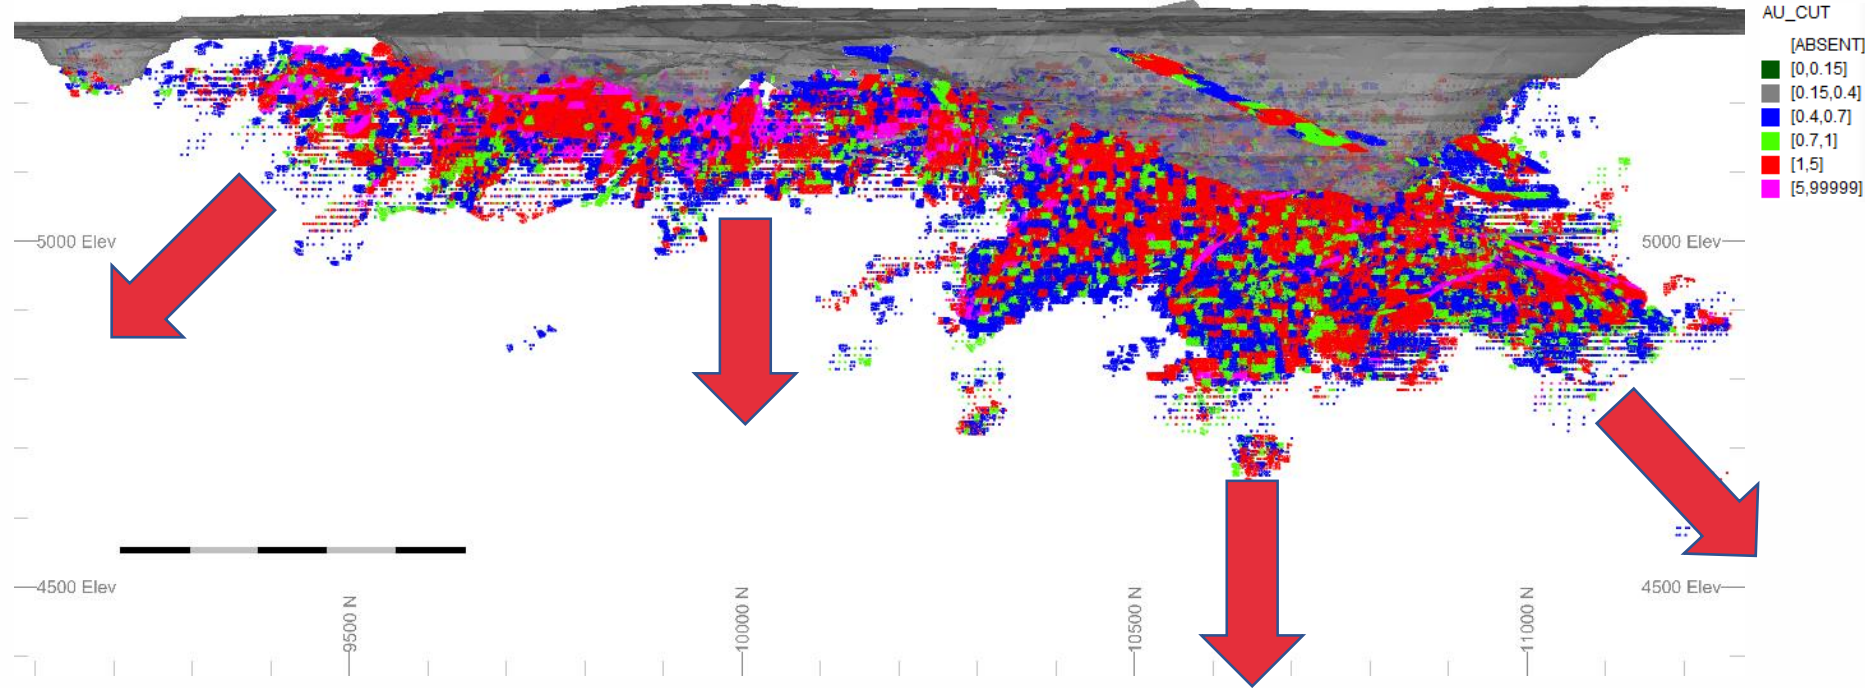 AU_CUT
[ABSENT]
[0,0.15]
[0.15,0.4]
[0.4,0.7]
[0.7,1]
[1,5]
[5,99999]
5000 Elev
5000 Elev
4500 Elev
4500 Elev
9500 N
10000 N
10500 N
11000 N